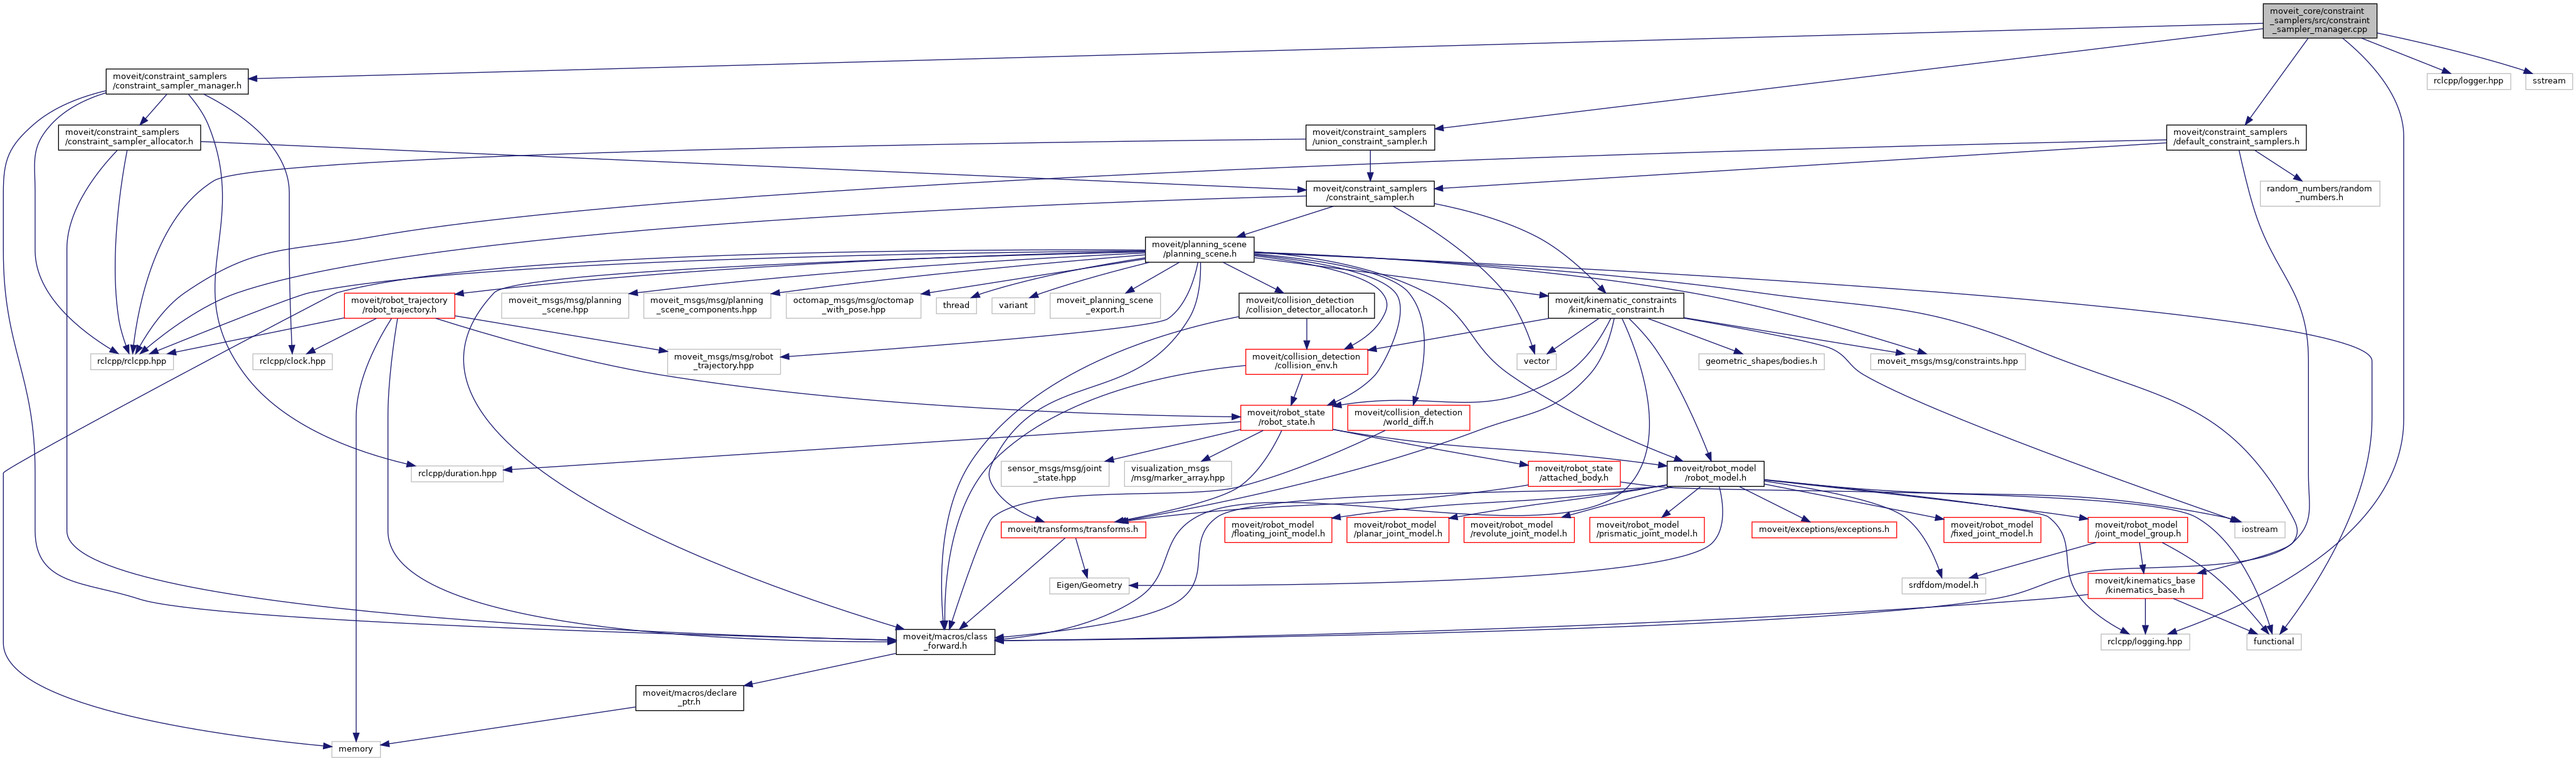 moveit_core/constraint
_samplers/src/constraint
_sampler_manager.cpp
moveit/constraint_samplers
/constraint_sampler_manager.h
rclcpp/logger.hpp
sstream
moveit/constraint_samplers
/constraint_sampler_allocator.h
moveit/constraint_samplers
/union_constraint_sampler.h
moveit/constraint_samplers
/default_constraint_samplers.h
moveit/constraint_samplers
/constraint_sampler.h
random_numbers/random
_numbers.h
moveit/planning_scene
/planning_scene.h
moveit/robot_trajectory
/robot_trajectory.h
moveit_msgs/msg/planning
_scene.hpp
moveit_msgs/msg/planning
_scene_components.hpp
octomap_msgs/msg/octomap
_with_pose.hpp
thread
variant
moveit_planning_scene
_export.h
moveit/collision_detection
/collision_detector_allocator.h
moveit/kinematic_constraints
/kinematic_constraint.h
rclcpp/rclcpp.hpp
rclcpp/clock.hpp
moveit_msgs/msg/robot
_trajectory.hpp
moveit/collision_detection
/collision_env.h
vector
geometric_shapes/bodies.h
moveit_msgs/msg/constraints.hpp
moveit/robot_state
/robot_state.h
moveit/collision_detection
/world_diff.h
rclcpp/duration.hpp
sensor_msgs/msg/joint
_state.hpp
visualization_msgs
/msg/marker_array.hpp
moveit/robot_state
/attached_body.h
moveit/robot_model
/robot_model.h
moveit/transforms/transforms.h
moveit/robot_model
/floating_joint_model.h
moveit/robot_model
/planar_joint_model.h
moveit/robot_model
/revolute_joint_model.h
moveit/robot_model
/prismatic_joint_model.h
moveit/exceptions/exceptions.h
moveit/robot_model
/fixed_joint_model.h
moveit/robot_model
/joint_model_group.h
iostream
Eigen/Geometry
srdfdom/model.h
moveit/kinematics_base
/kinematics_base.h
moveit/macros/class
_forward.h
rclcpp/logging.hpp
functional
moveit/macros/declare
_ptr.h
memory